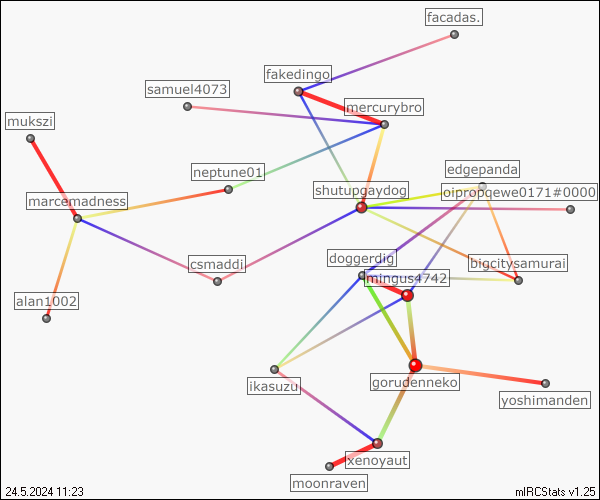 facadas.
fakedingo
samuel4073
mercurybro
mukszi
neptune01
edgepanda
shutupgaydog
oipropqewe0171#0000
marcemadness
doggerdig
bigcitysamurai
csmaddi
mingus4742
alan1002
gorudenneko
ikasuzu
yoshimanden
xenoyaut
moonraven
24.5.2024 11:23
mIRCStats v1.25